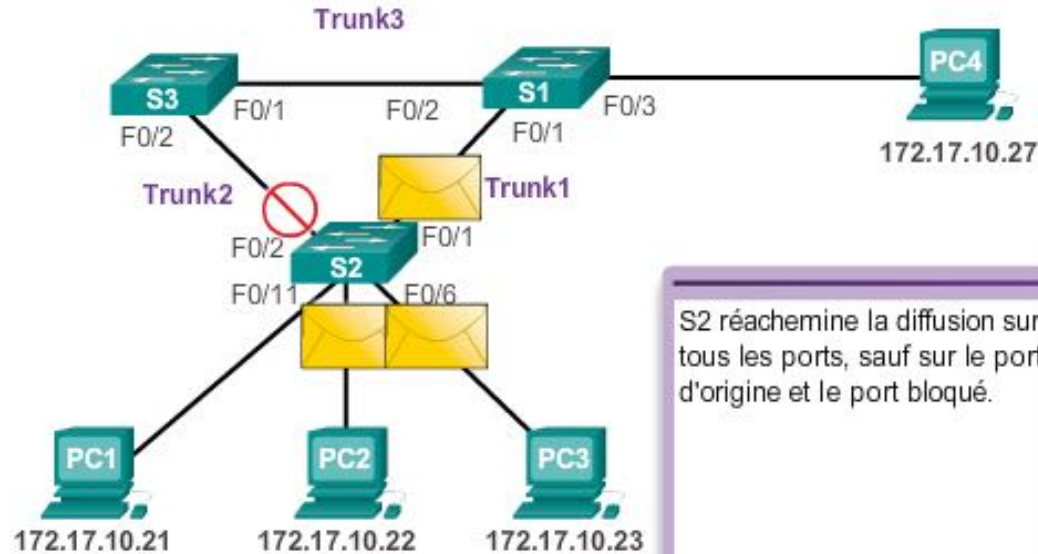 Trunk3
PC4
S3
S1
F0/1
F0/2
F0/3
F0/2
F0/1
172.17.10.27
Trunk2
Trunk1
F0/2
F0/1
S2
F0/11
F0/6
S2 réachemine la diffusion sur
tous les ports, sauf sur le port
d'origine et le port bloqué.
PC1
PC2
PC3
172.17.10.21
172.17.10.22
172.17.10.23